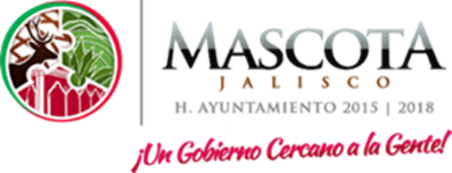 MASCOTA
JALISCO
H. AYUNTAMIENTO 2015 | 2018
¡Un Gobierno Cercano a la Gente!